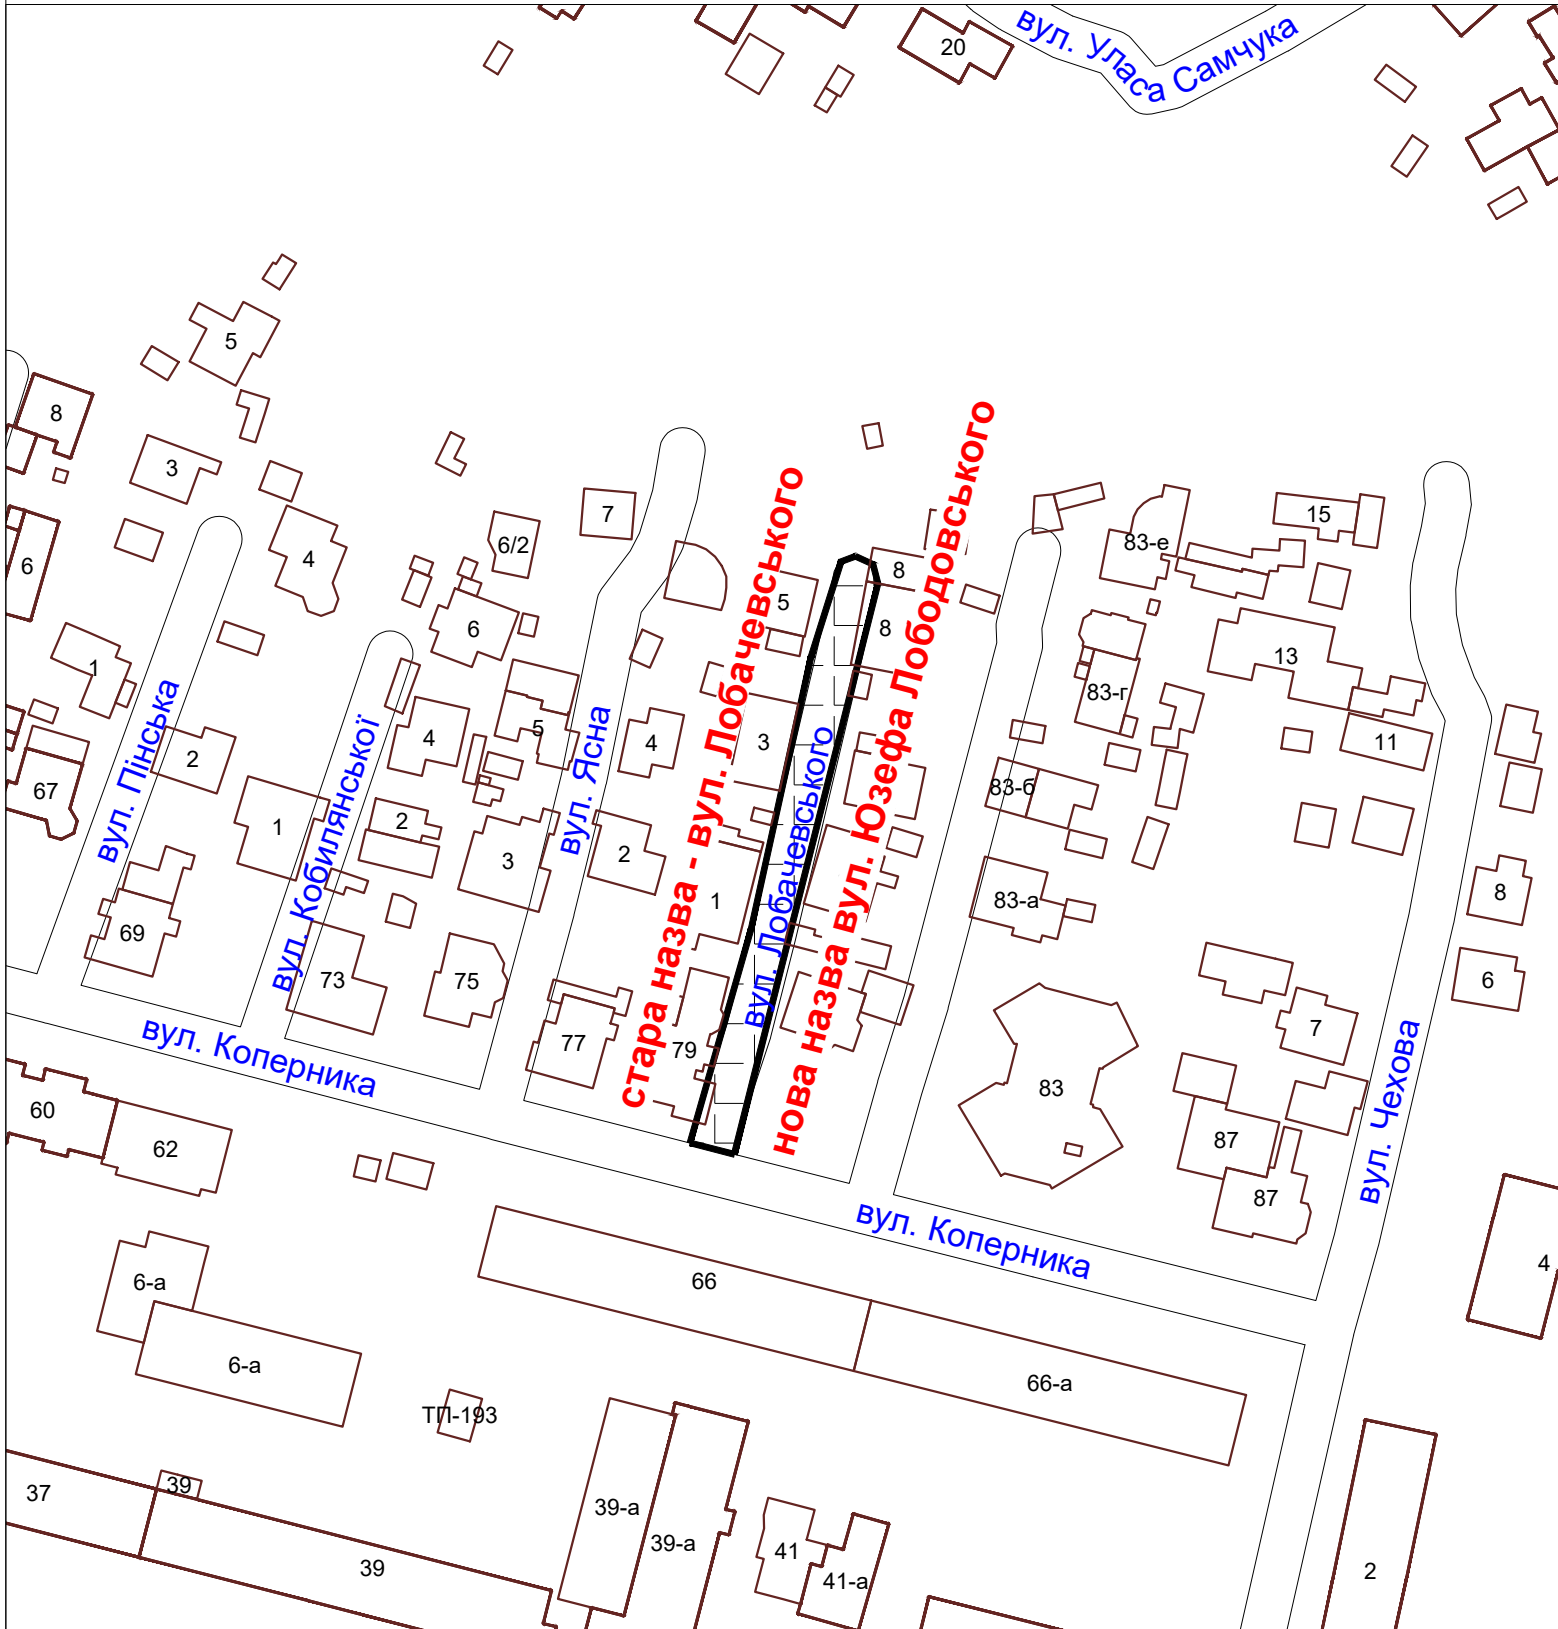 20
вул. Уласа Самчука
5
8
3
4
6
7
6/2
15
83-е
8
5
8
6
1
13
83-г
2
4
5
4
3
11
67
83-б
1
2
3
2
8
1
83-а
69
73
75
6
77
79
7
83
вул. Пінська
вул. Кобилянської
вул. Ясна
стара назва - вул. Лобачевського
вул. Лобачевського
нова назва вул. Юзефа Лободовського
вул. Чехова
вул. Коперника
60
62
87
87
вул. Коперника
6-а
66
4
6-а
66-а
ТП-193
37
39
39-а
39-а
41
39
41-а
2